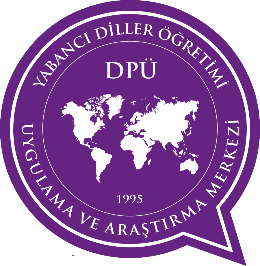 YABANCI DİLLER ÖĞRETİMİ
DPÜ
1995
UYGULAMA VE ARAŞTIRMA MERKEZİ